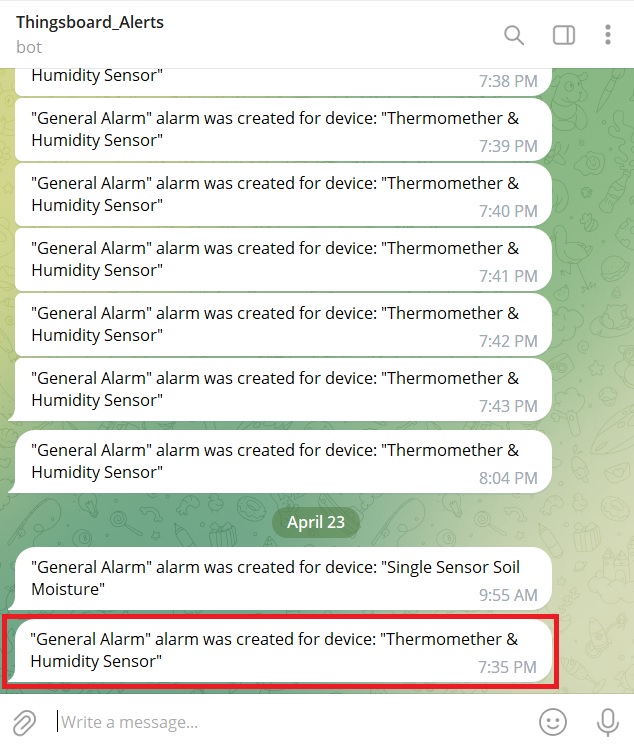 Thingsboard_Alerts
bot
Humidity Sensor"
7:38 PM
"General Alarm" alarm was created for device: "Thermomether &
Humidity Sensor"
7:39 PM
"General Alarm" alarm was created for device: "Thermomether &
Humidity Sensor"
7:40 PM
"General Alarm" alarm was created for device: "Thermomether &
Humidity Sensor"
7:41 PM
"General Alarm" alarm was created for device: "Thermomether &
Humidity Sensor"
7:42 PM
"General Alarm" alarm was created for device: "Thermomether &
Humidity Sensor"
7:43 PM
"General Alarm" alarm was created for device: "Thermomether &
Humidity Sensor"
8:04 PM
April 23
"General Alarm" alarm was created for device: "Single Sensor Soil
Moisture"
9:55 AM
"General Alarm" alarm was created for device: "Thermomether &
Humidity Sensor"
7:35 PM
Write a message...